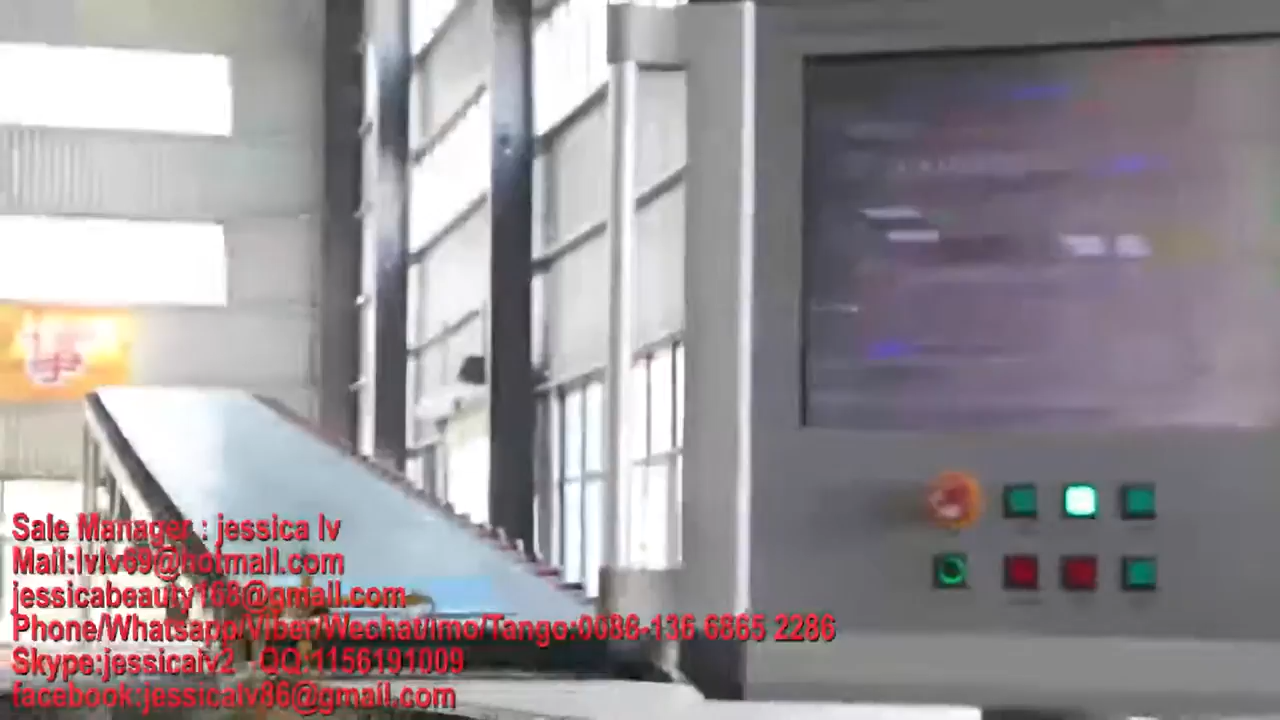 Sale Manager : jessica lv
Mail:lvlv69@hotmail.com
jessicabeauty168@gmail.com
Phone/Whatsapp/Viber/Wechat/imo/Tango:0086-136 6865 2286
Skype:jessicalv2 QQ:1156191009
facebook:jessicalv86@gmail.com